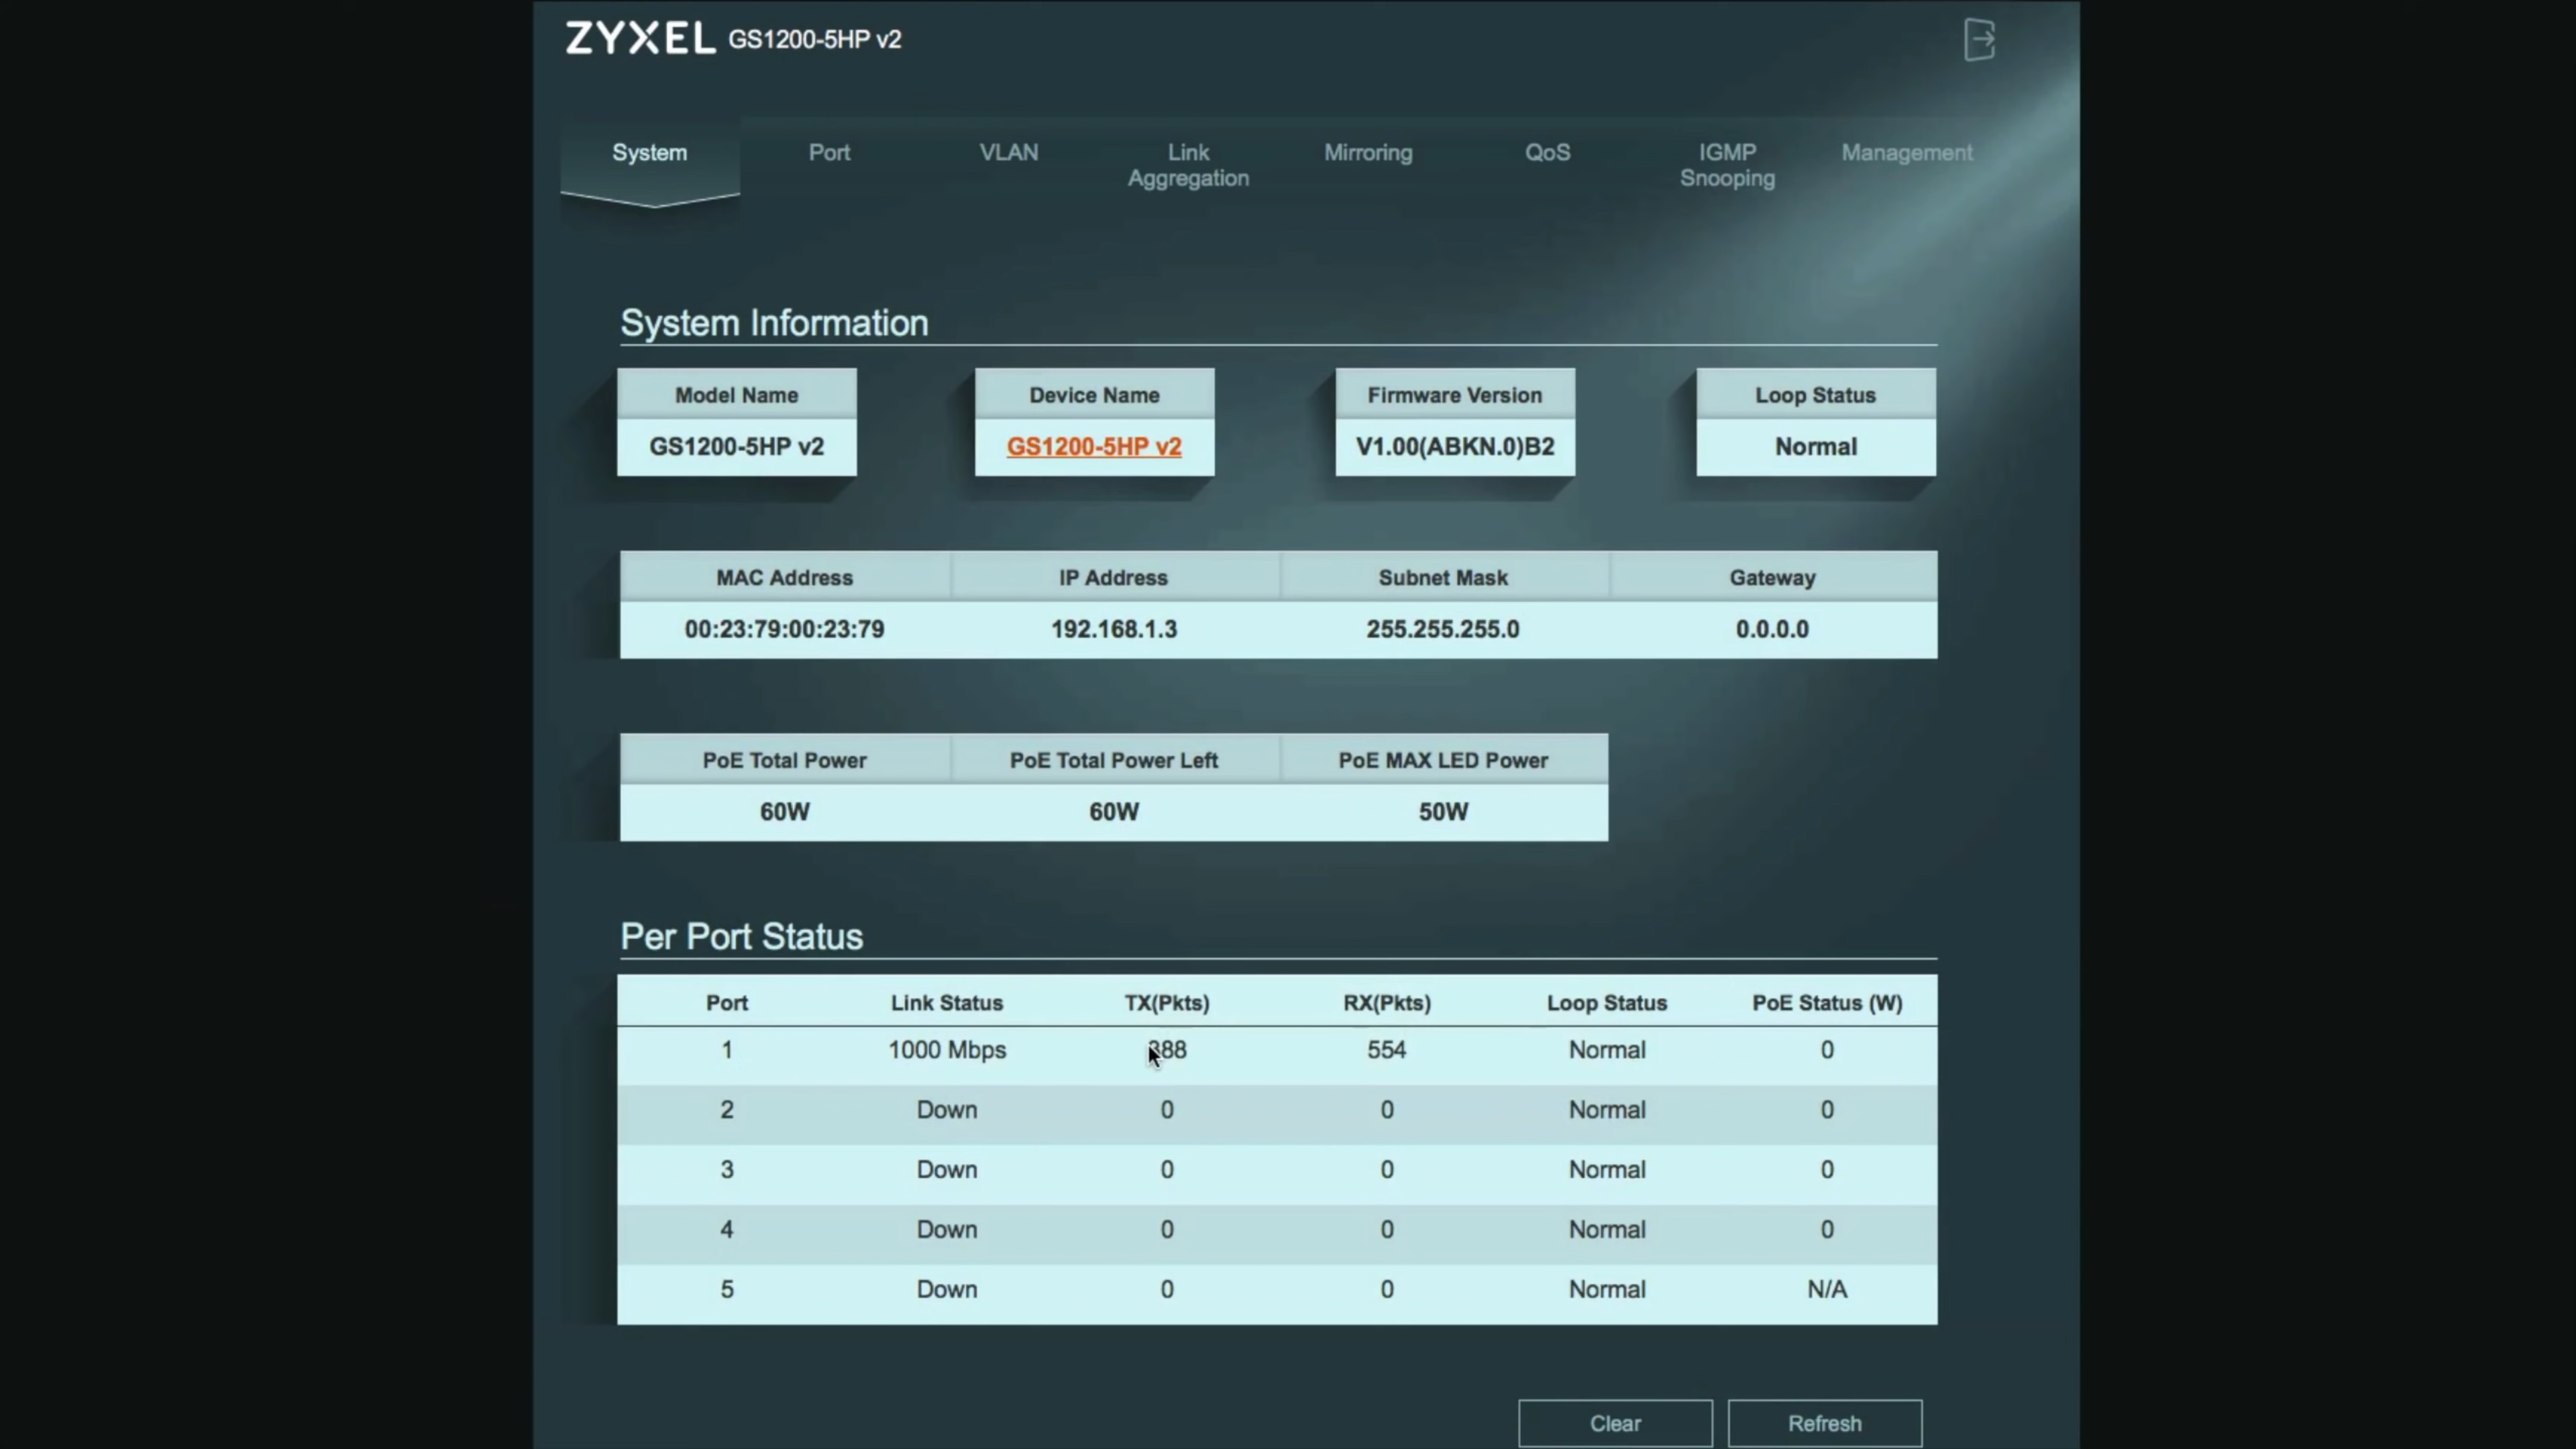 ZYXEL GS1200-5HP v2
System Port VLAN Link Aggregation Mirroring QoS IGMP Snooping Management
System Information
Model Name Device Name Firmware Version Loop Status
GS1200-5HP v2 GS1200-5HP v2 V1.00(ABKN.0)B2 Normal
MAC Address IP Address Subnet Mask Gateway
00:23:79:00:23:79 192.168.1.3 255.255.255.0 0.0.0.0
PoE Total Power PoE Total Power Left PoE MAX LED Power
60W 60W 50W
Per Port Status
Port Link Status TX(Pkts) RX(Pkts) Loop Status PoE Status (W)
1 1000 Mbps 554 Normal 0
2 Down 0 0 Normal 0
3 Down 0 0 Normal 0
4 Down 0 0 Normal 0
5 Down 0 0 Normal N/A
Clear Refresh